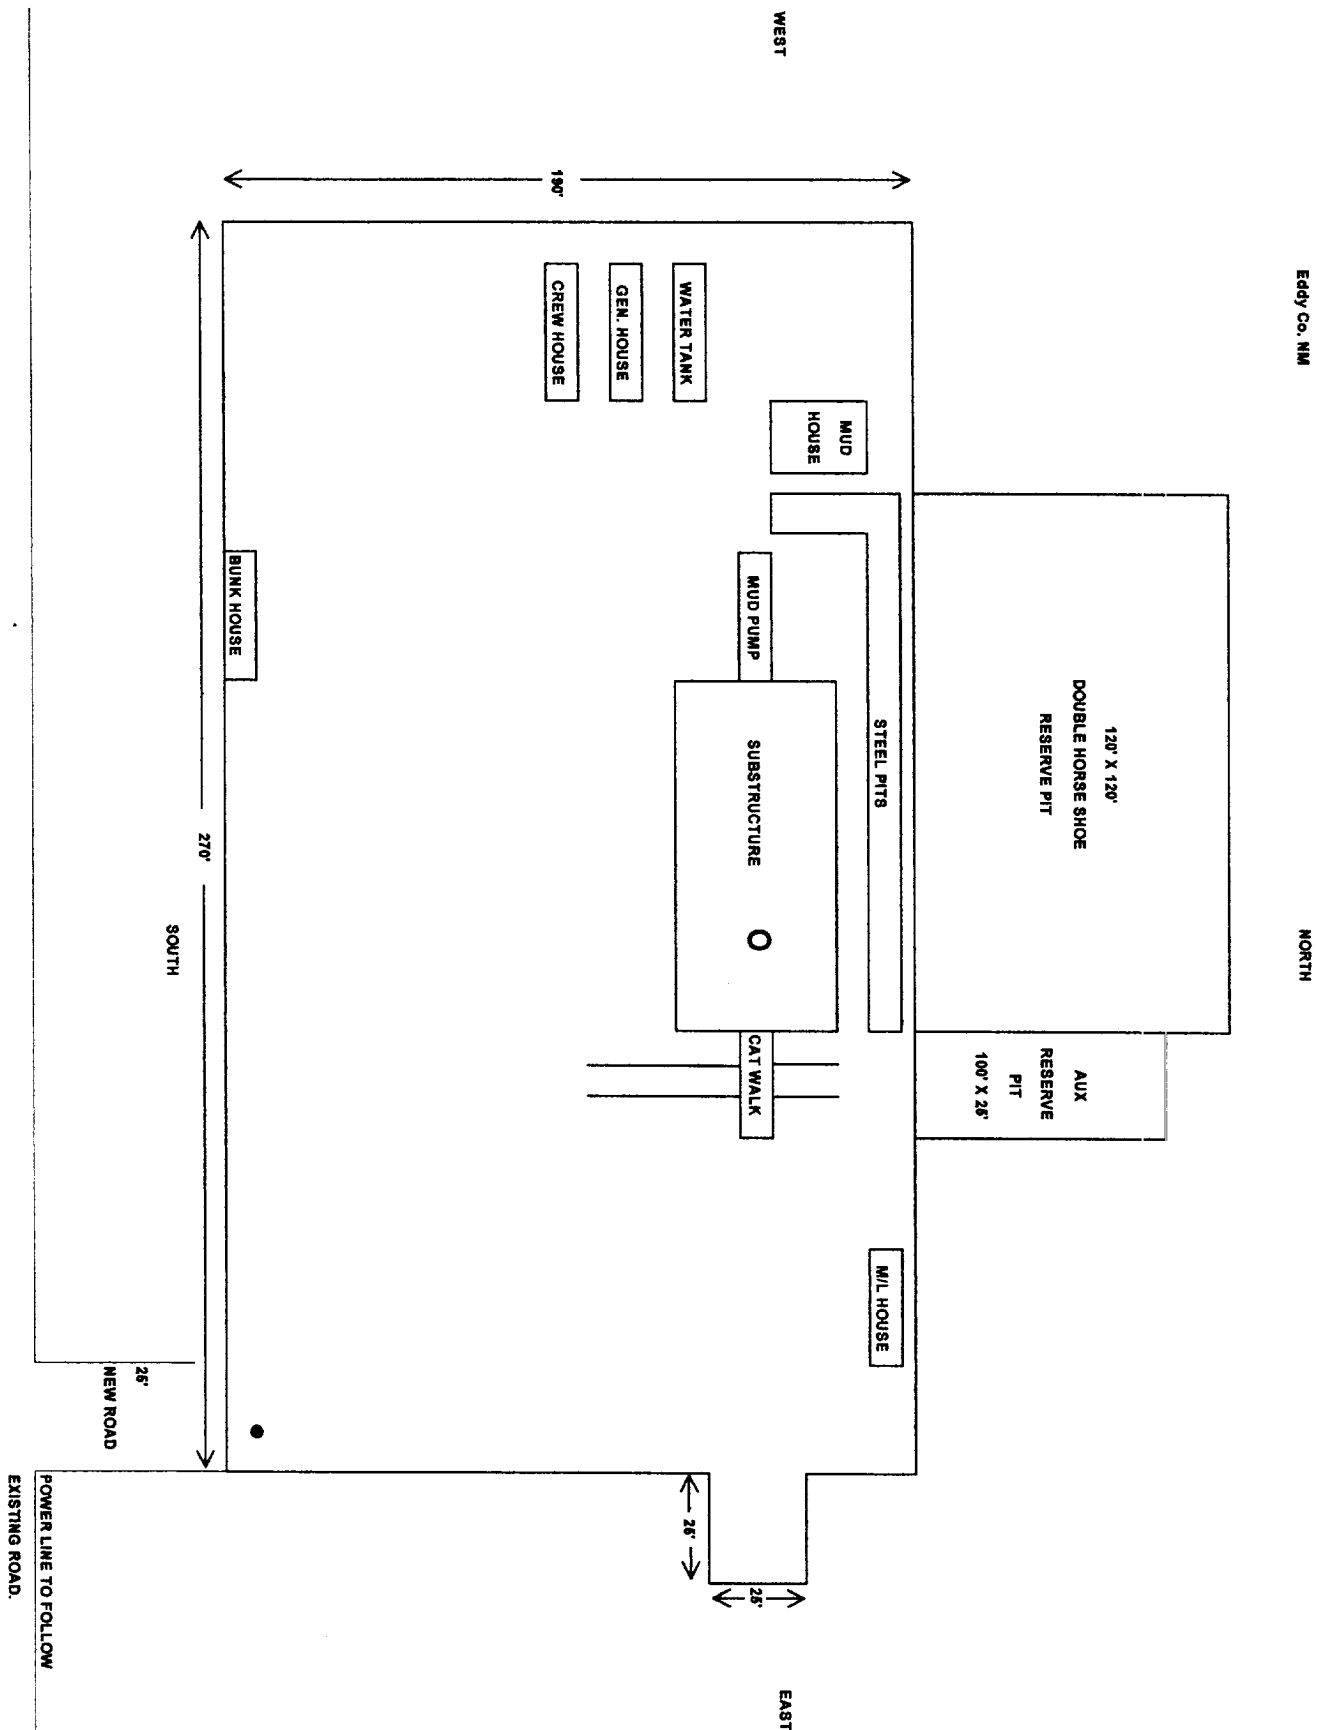 Eddy Co. NM
NORTH
120' X 120'
DOUBLE HORSE SHOE
RESERVE PIT
AUX
RESERVE
PIT
100' X 25'
STEEL PITS
M/L HOUSE
MUD
HOUSE
WEST
EAST
MUD PUMP
SUBSTRUCTURE
CAT WALK
25'
25'
WATER TANK
GEN. HOUSE
CREW HOUSE
190'
BUNK HOUSE
270'
SOUTH
25'
NEW ROAD
POWER LINE TO FOLLOW
EXISTING ROAD.